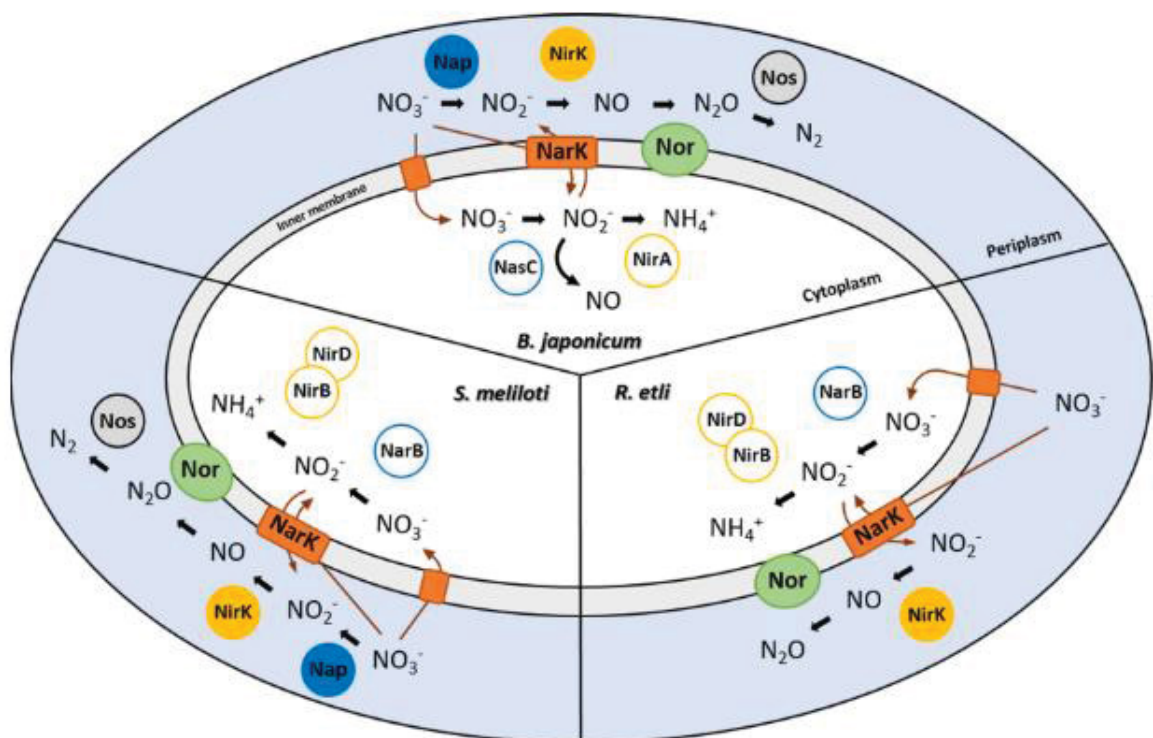 Nap
NirK
Nos
NO₃⁻ NO₂⁻ NO N₂O N₂
NarK
Nor
Inner membrane
NO₃⁻ NO₂⁻ NH₄⁺
NasC
NirA
NO
Periplasm
Cytoplasm
B. japonicum
S. meliloti
NirD
NirB
NH₄⁺
Nos
N₂
NarB
Nor
NO₂⁻
N₂O
NarK
NO₃⁻
NO
NirK
NO₂⁻
Nap
NO₃⁻
R. etli
NarB
NO₃⁻
NO₃⁻
NirD
NirB
NO₂⁻
NH₄⁺
NarK
NO₂⁻
Nor
NO
NirK
N₂O